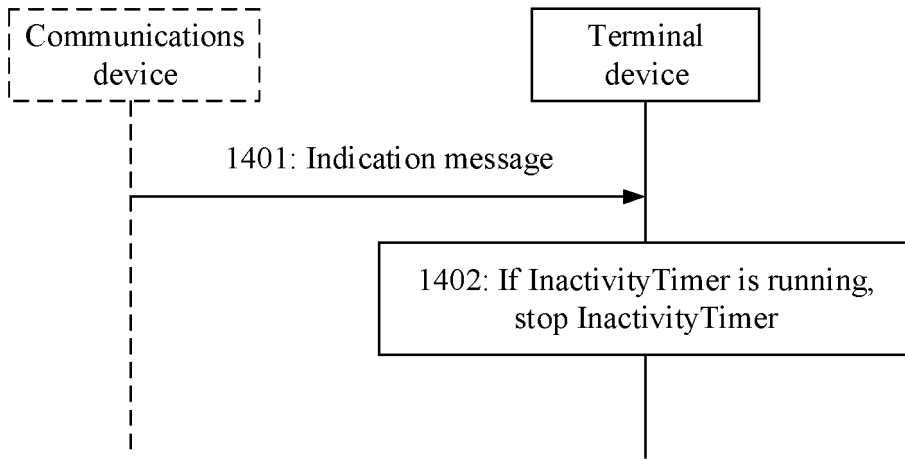 Communications
device
Terminal
device
1401: Indication message
1402: If InactivityTimer is running,
stop InactivityTimer